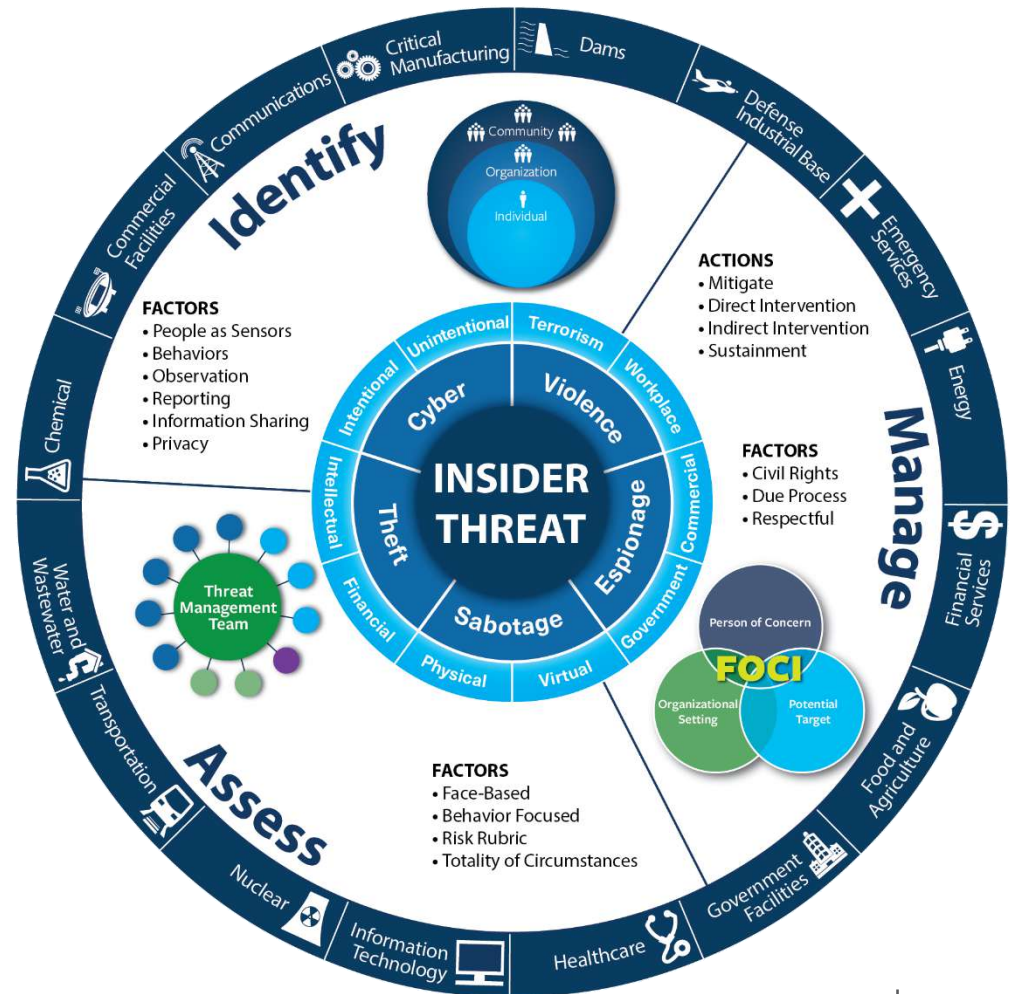 Critical
Manufacturing
Dams
Defense
Industrial Base
Emergency
Services
Energy
Financial
Services
Food and
Agriculture
Government
Facilities
Healthcare
Information
Technology
Nuclear
Transportation
Water and
Wastewater
Chemical
Commercial
Facilities
Communications
Identify
Community
Organization
Individual
FACTORS
• People as Sensors
• Behaviors
• Observation
• Reporting
• Information Sharing
• Privacy
ACTIONS
• Mitigate
• Direct Intervention
• Indirect Intervention
• Sustainment
Manage
FACTORS
• Civil Rights
• Due Process
• Respectful
Person of Concern
FOCI
Organizational
Setting
Potential
Target
INSIDER
THREAT
Cyber
Violence
Espionage
Sabotage
Theft
Unintentional
Terrorism
Workplace
Commercial
Government
Virtual
Physical
Financial
Intellectual
Intentional
Threat
Management
Team
Assess
FACTORS
• Face-Based
• Behavior Focused
• Risk Rubric
• Totality of Circumstances